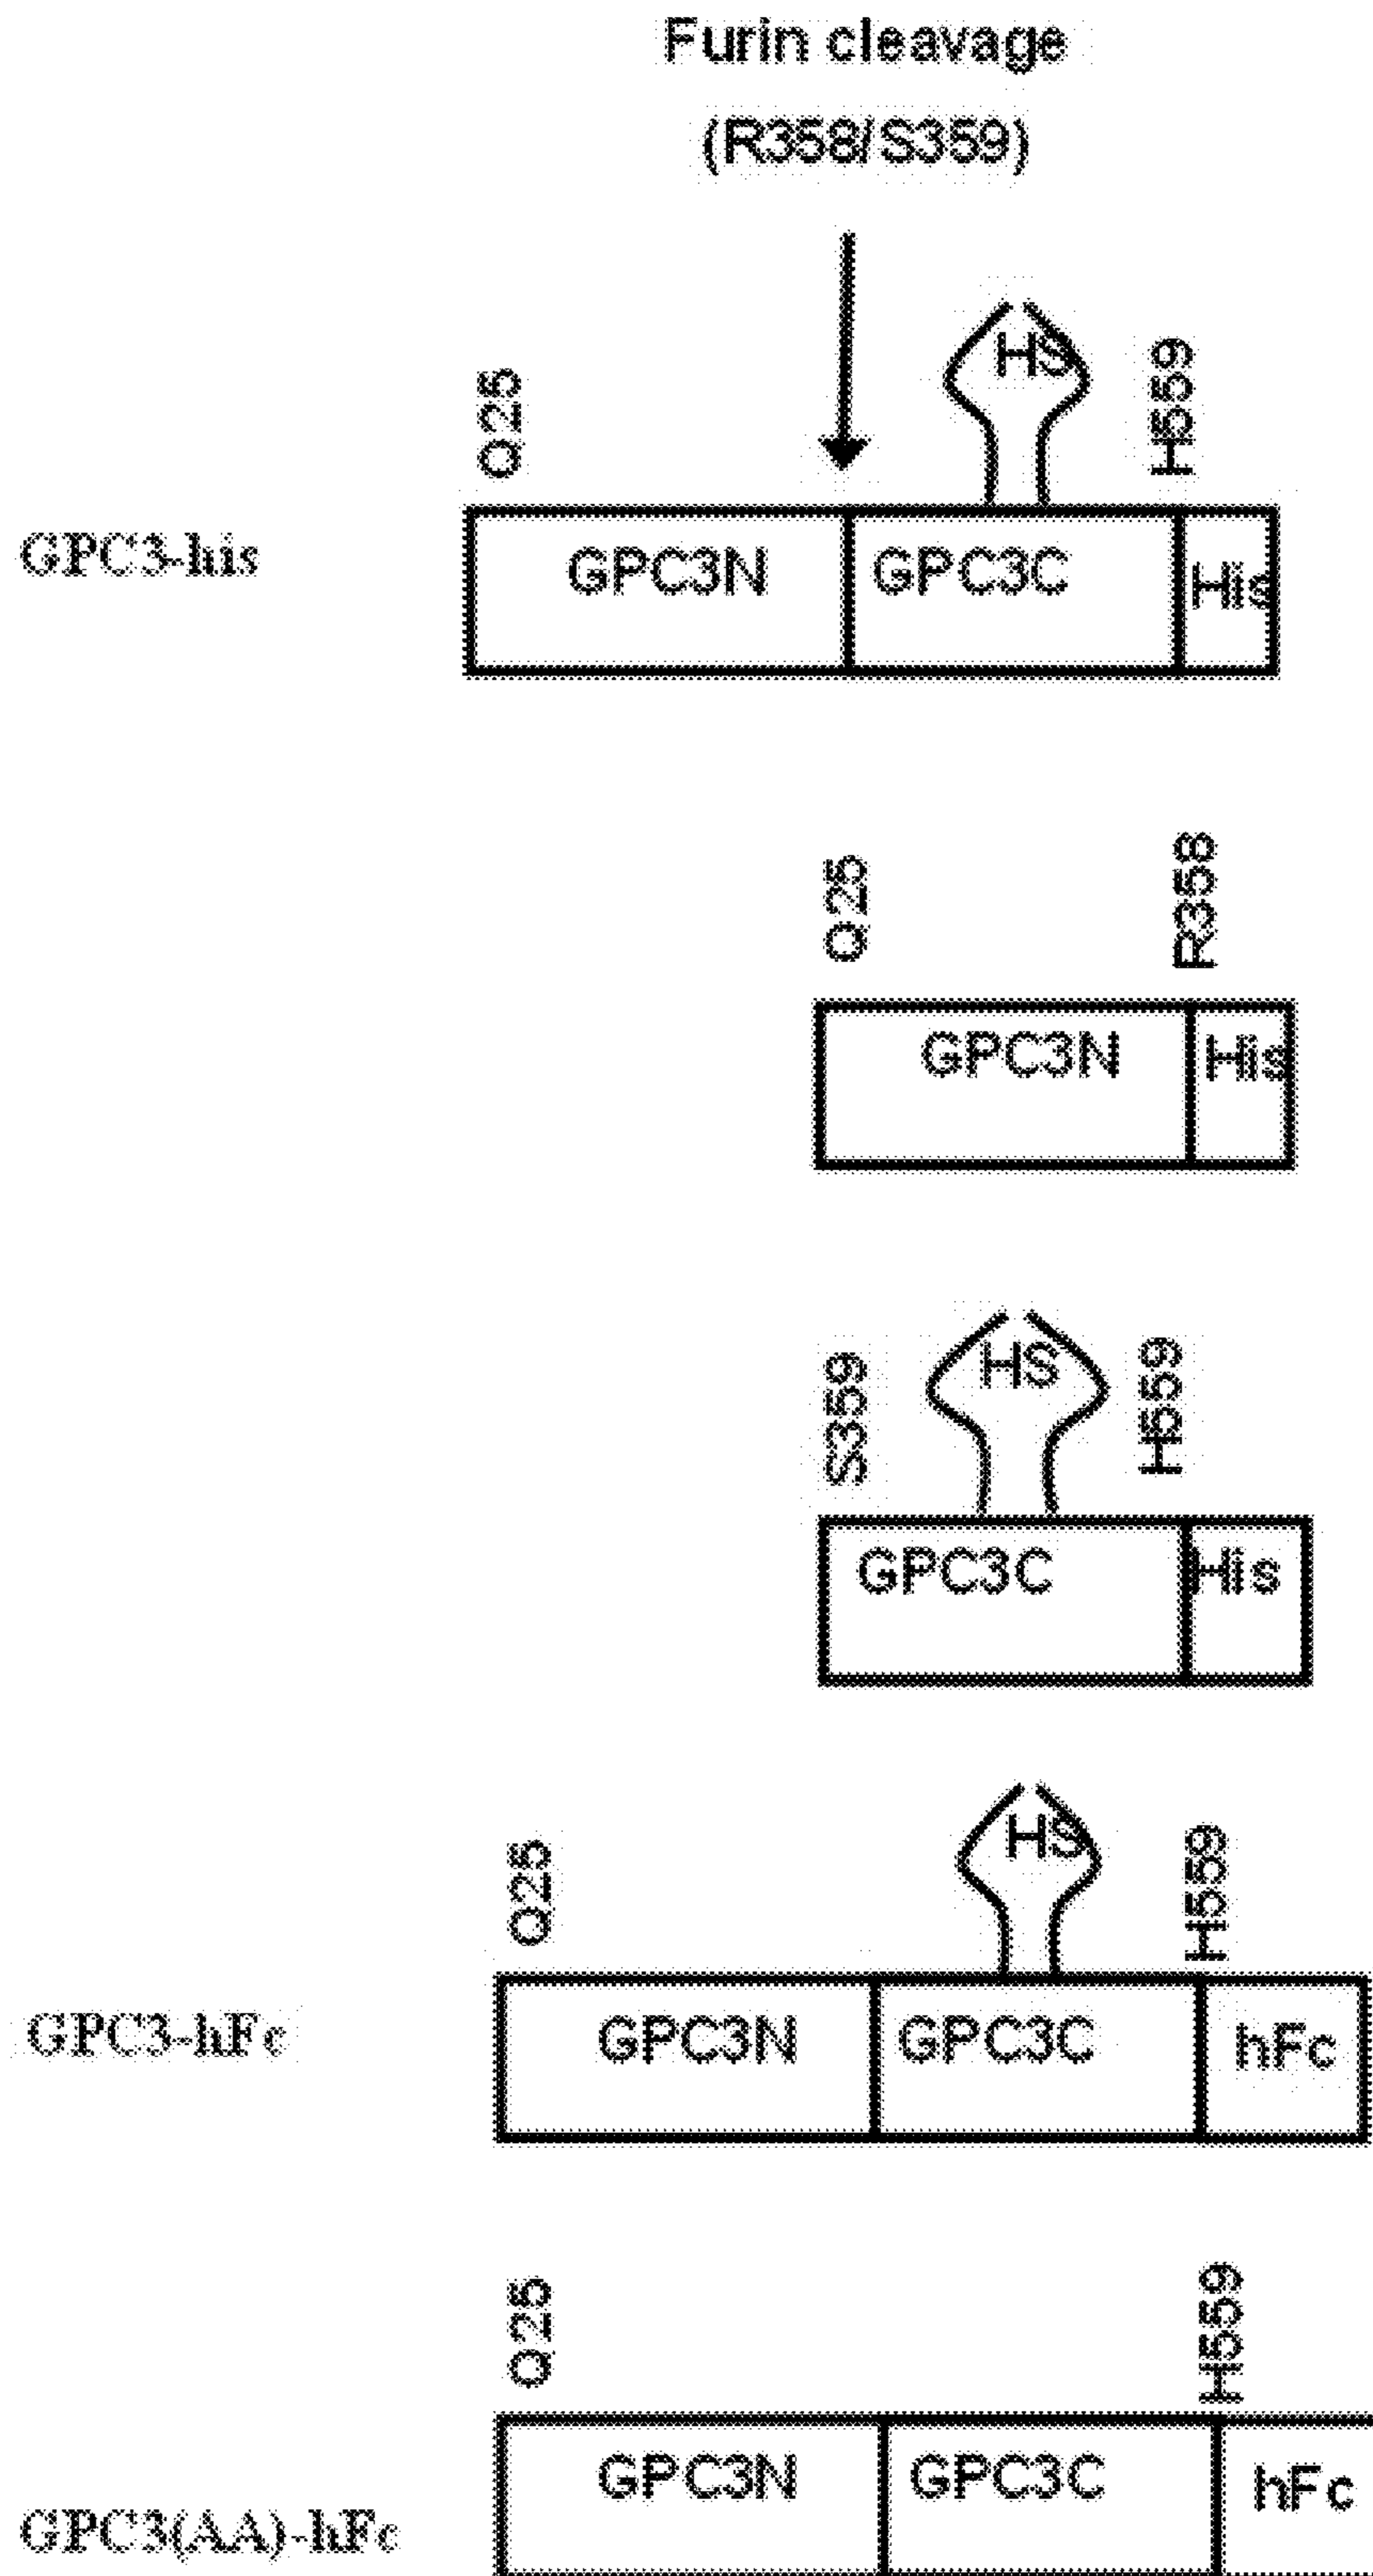 Furin cleavage
(R358/S359)
Q25
HS
H559
GPC3-his
GPC3N
GPC3C
His
Q25
R358
GPC3N
His
S359
HS
H559
GPC3C
His
Q25
HS
H559
GPC3-hFc
GPC3N
GPC3C
hFc
Q25
H559
GPC3(AA)-hFc
GPC3N
GPC3C
hFc